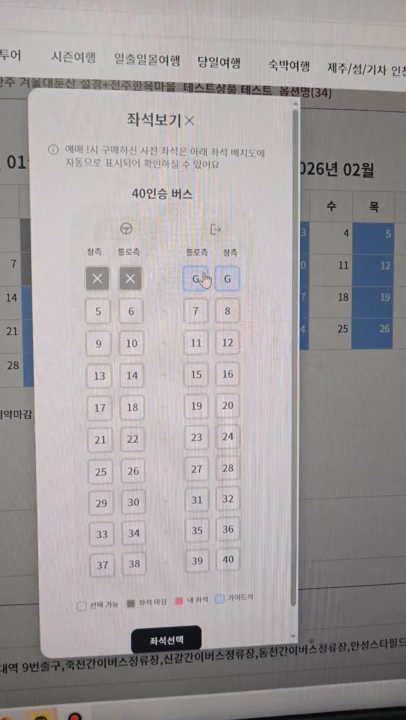 투어 시즌여행 일출일몰여행 당일여행 숙박여행 제주/섬/기차
겨울대둔산 설경+전주한옥마을 테스트상품 테스트 옵션명(34)
좌석보기 ×
예매 !시 구매하신 사전 좌석은 아래 좌석 배치도에
자동으로 표시되어 확인하실 수 있어요
01
026년 02월
40인승 버스
수 목
창측 통로측 통로측 창측
3 4 5
× × G G
7
0 11 12
5 6 7 8
14
7 18 19
9 10 11 12
21
4 25 26
13 14 15 16
28
17 18 19 20
약마감
21 22 23 24
25 26 27 28
29 30 31 32
33 34 35 36
37 38 39 40
선택 가능 좌석 마감 내 좌석 가이드석
좌석선택
대역 9번출구,죽전간이버스정류장,신갈간이버스정류장,동천간이버스정류장,안성스타필드